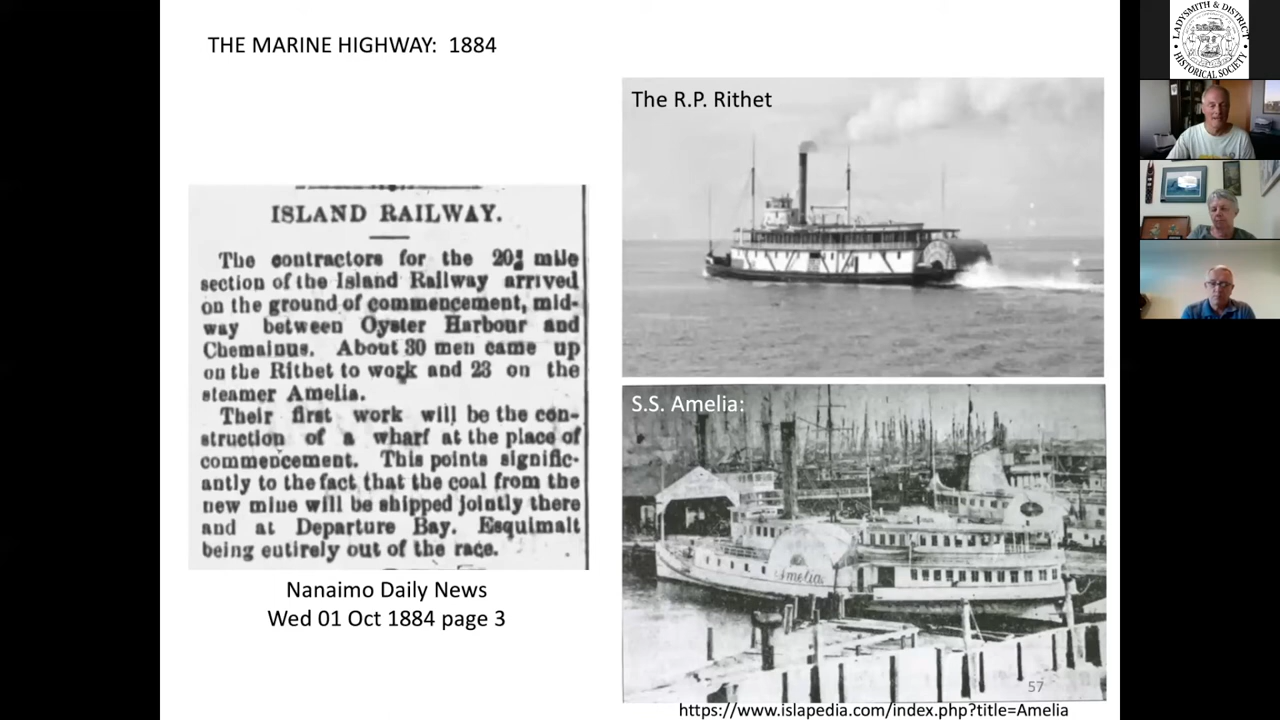 THE MARINE HIGHWAY: 1884
ISLAND RAILWAY.
The contractors for the 20½ mile
section of the Island Railway arrived
on the ground of commencement, mid-
way between Oyster Harbour and
Chemainus. About 30 men came up
on the Rithet to work and 23 on the
steamer Amelia.
Their first work will be the con-
struction of a wharf at the place of
commencement. This points signific-
antly to the fact that the coal from the
new mine will be shipped jointly there
and at Departure Bay. Esquimalt
being entirely out of the race.
Nanaimo Daily News
Wed 01 Oct 1884 page 3
The R.P. Rithet
S.S. Amelia:
Amelia
57
https://www.islapedia.com/index.php?title=Amelia
LADYSMITH & DISTRICT
HISTORICAL SOCIETY